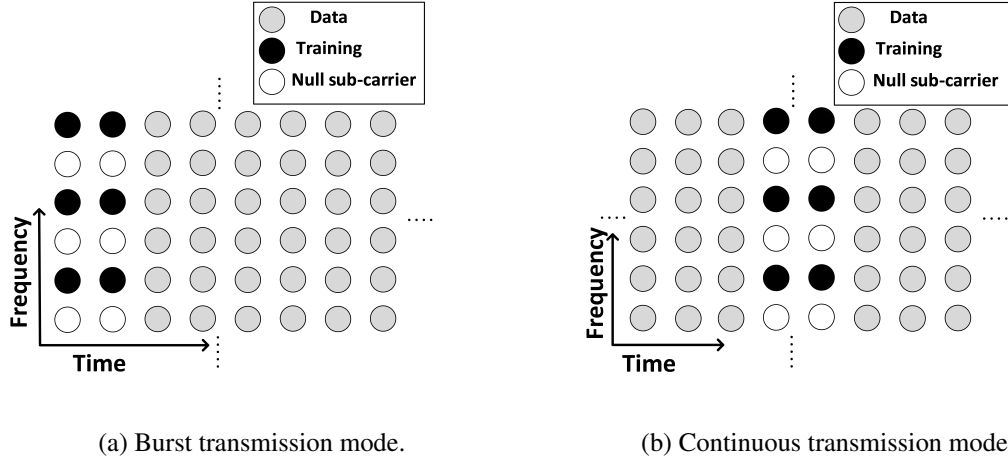 Data
Training
Null sub-carrier
Frequency
Time
(a) Burst transmission mode.
Data
Training
Null sub-carrier
Frequency
Time
(b) Continuous transmission mode